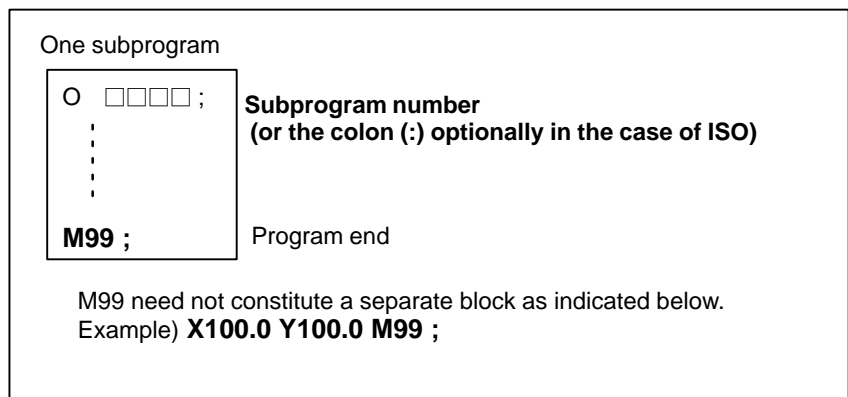 One subprogram
O □□□□ ;
Subprogram number
(or the colon (:) optionally in the case of ISO)
M99 ;
Program end
M99 need not constitute a separate block as indicated below.
Example) X100.0 Y100.0 M99 ;